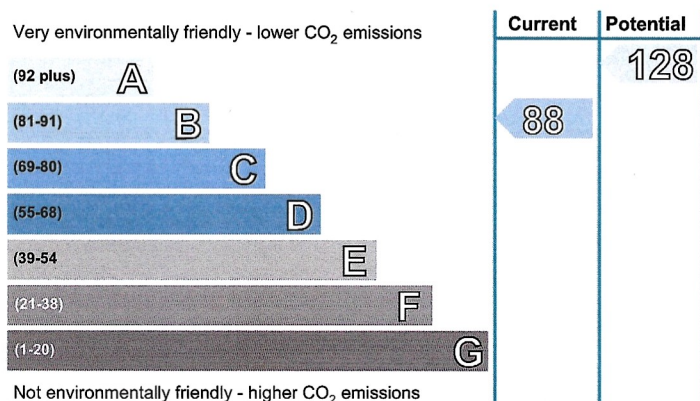 Very environmentally friendly - lower CO₂ emissions
Current
Potential
(92 plus) A
128
(81-91) B
88
(69-80) C
(55-68) D
(39-54 E
(21-38) F
(1-20) G
Not environmentally friendly - higher CO₂ emissions